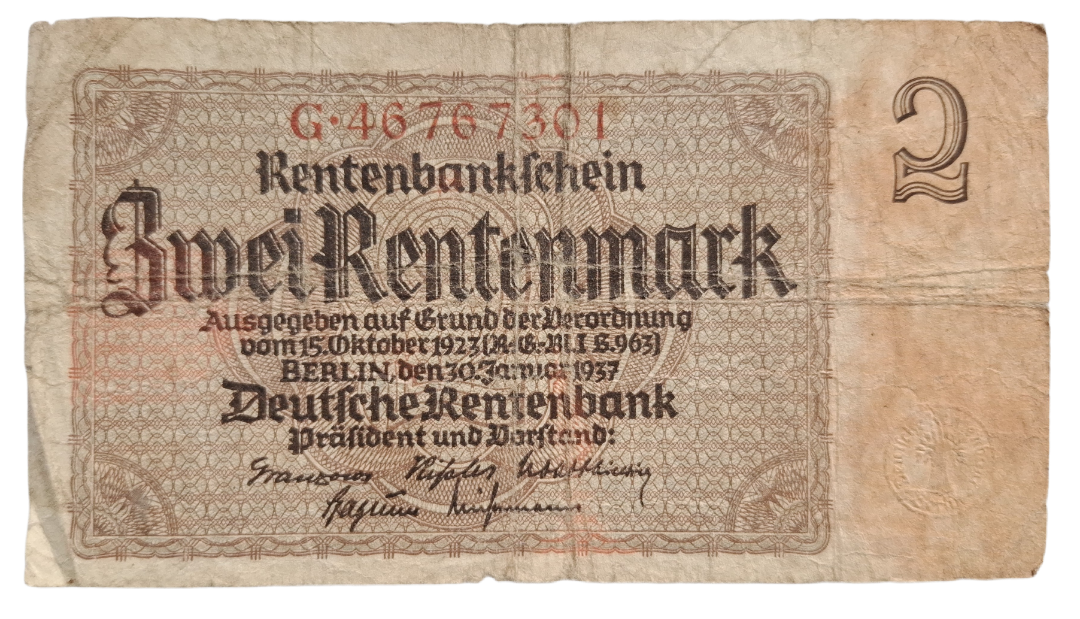 G·46767301
2
Rentenbankſchein
Zwei Rentenmark
Ausgegeben auf Grund der Verordnung
vom 15. Oktober 1923 (R.-G.-Bl. I S. 963)
BERLIN, den 30. Januar 1937
Deutſche Rentenbank
Präſident und Vorſtand: